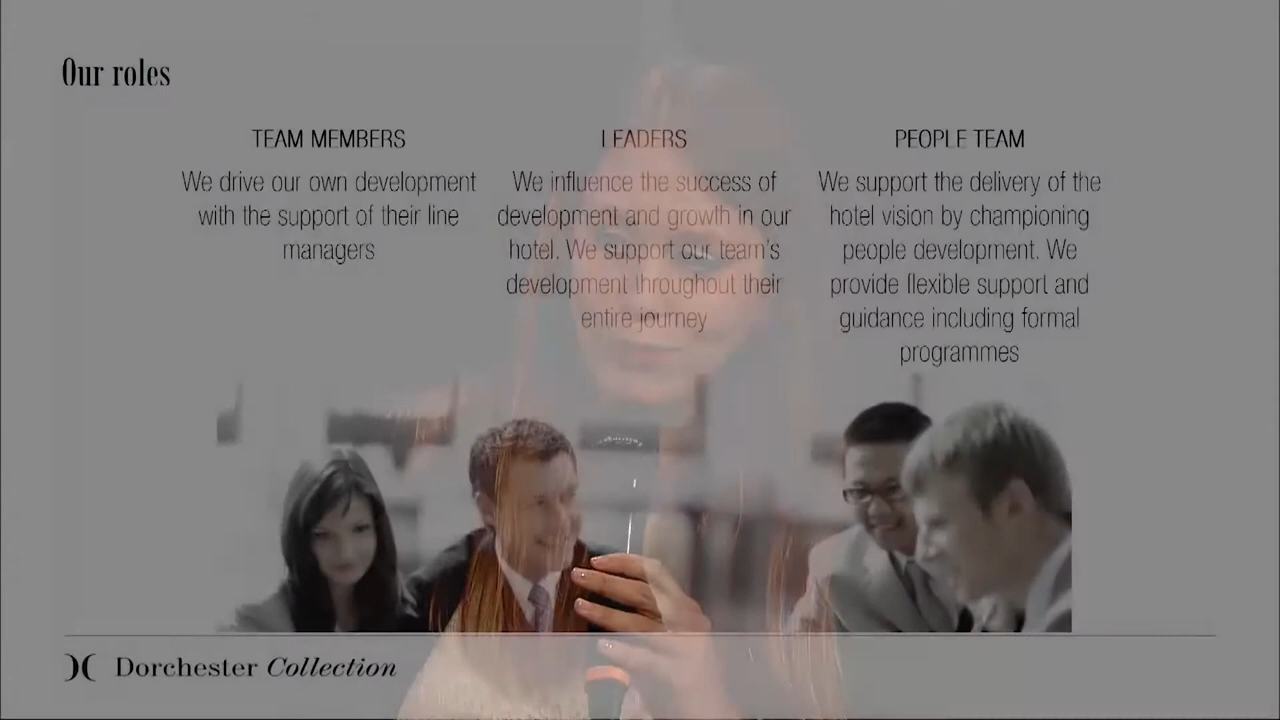 Our roles
TEAM MEMBERS
We drive our own development
with the support of their line
managers
LEADERS
We influence the success of
development and growth in our
hotel. We support our team's
development throughout their
entire journey
PEOPLE TEAM
We support the delivery of the
hotel vision by championing
people development. We
provide flexible support and
guidance including formal
programmes
Dorchester Collection